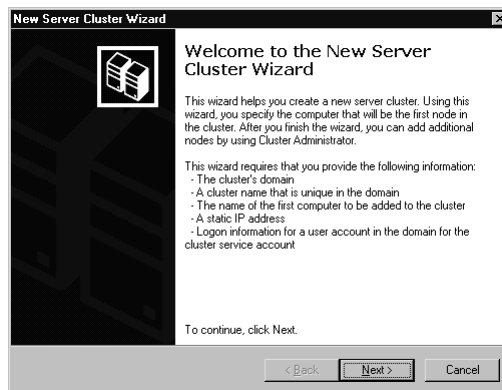 New Server Cluster Wizard
Welcome to the New Server
Cluster Wizard
This wizard helps you create a new server cluster. Using this
wizard, you specify the computer that will be the first node in
the cluster. After you finish the wizard, you can add additional
nodes by using Cluster Administrator.
This wizard requires that you provide the following information:
- The cluster's domain
- A cluster name that is unique in the domain
- The name of the first computer to be added to the cluster
- A static IP address
- Logon information for a user account in the domain for the
cluster service account
To continue, click Next.
< Back Next > Cancel